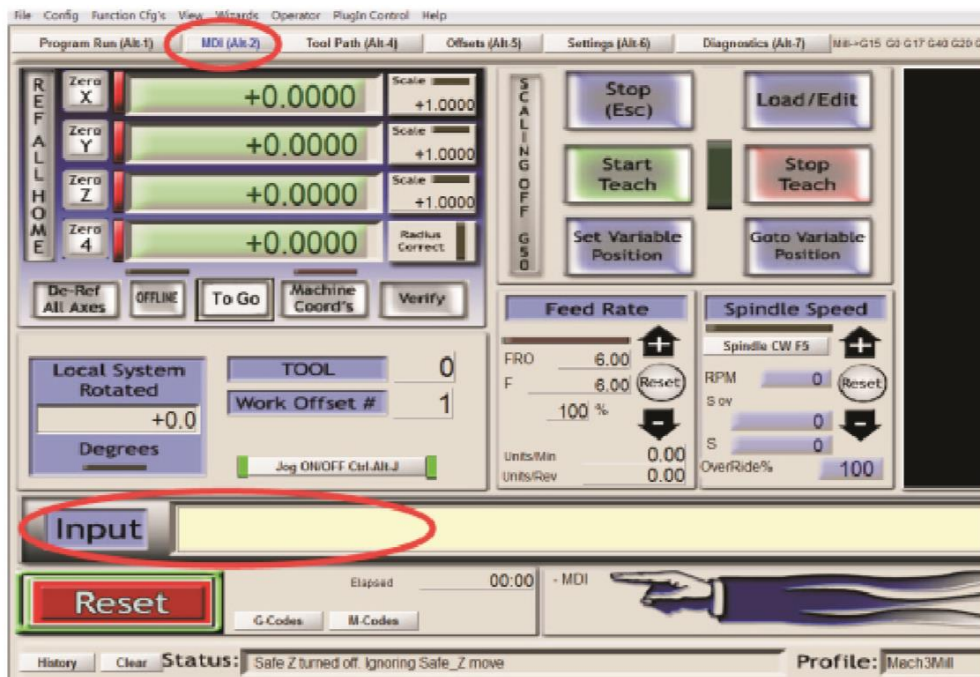 File Config Function Cfg's View Wizards Operator PlugIn Control Help
Program Run (Alt-1) MDI (Alt-2) Tool Path (Alt-4) Offsets (Alt-5) Settings (Alt-6) Diagnostics (Alt-7) Mill->G15 G0 G17 G40 G20 G
REF ALL HOME
Zero X +0.0000 Scale +1.0000
Zero Y +0.0000 Scale +1.0000
Zero Z +0.0000 Scale +1.0000
Zero 4 +0.0000 Radius Correct
De-Ref All Axes OFFLINE To Go Machine Coord's Verify
SCALING OFF G50
Stop (Esc) Load/Edit
Start Teach Stop Teach
Set Variable Position Goto Variable Position
Local System Rotated
+0.0
Degrees
TOOL 0
Work Offset # 1
Jog ON/OFF Ctrl-Alt-J
Feed Rate
FRO 6.00
F 6.00
100 %
Reset
Units/Min 0.00
Units/Rev 0.00
Spindle Speed
Spindle CW F5
RPM 0
Reset
S ov 0
S 0
OverRide% 100
Input
Reset
Elapsed 00:00
G-Codes M-Codes
- MDI
History Clear Status: Safe Z turned off. Ignoring Safe_Z move Profile: Mach3Mill